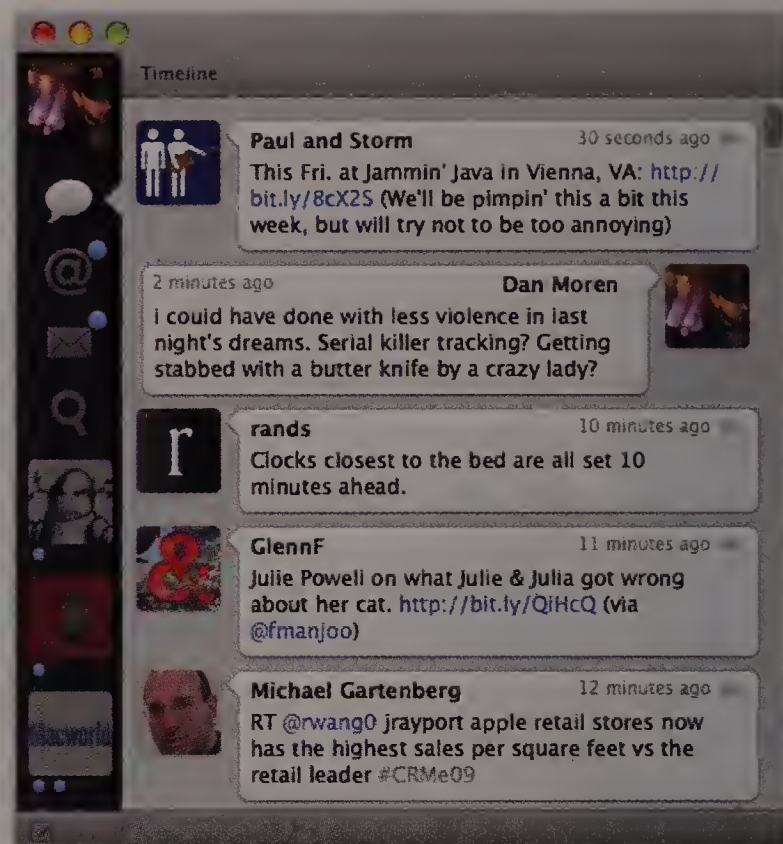 Timeline
Paul and Storm 30 seconds ago
This Fri. at Jammin' Java in Vienna, VA: http://
bit.ly/8cX2S (We'll be pimpin' this a bit this
week, but will try not to be too annoying)
2 minutes ago Dan Moren
i could have done with less violence in last
night's dreams. Serial killer tracking? Getting
stabbed with a butter knife by a crazy lady?
r
rands 10 minutes ago
Clocks closest to the bed are all set 10
minutes ahead.
&
GlennF 11 minutes ago
Julie Powell on what Julie & Julia got wrong
about her cat. http://bit.ly/QiHcQ (via
@fmanjoo)
Michael Gartenberg 12 minutes ago
RT @rwang0 jrayport apple retail stores now
has the highest sales per square feet vs the
retail leader #CRMe09
@
Macworld